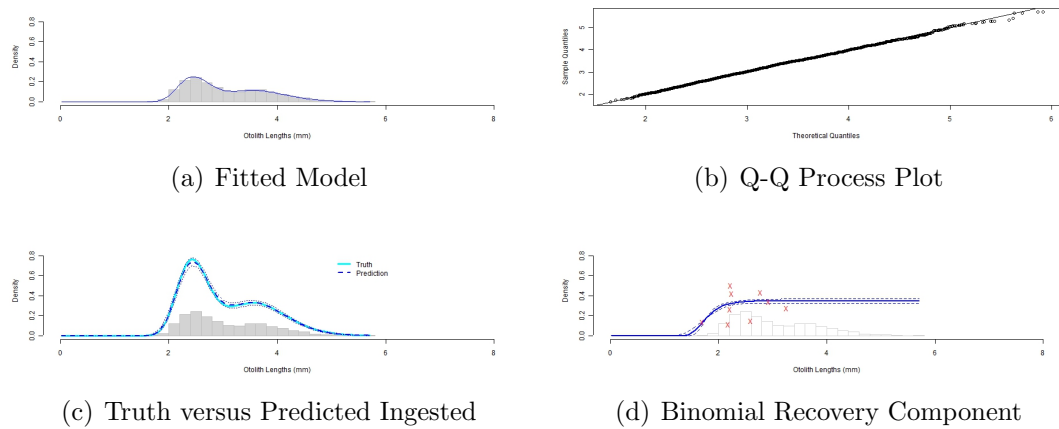 Density
0.0 0.2 0.4 0.6 0.8
0 2 4 6 8
Otolith Lengths (mm)
(a) Fitted Model
Sample Quantiles
2 3 4 5
2 3 4 5 6
Theoretical Quantiles
(b) Q-Q Process Plot
Density
0.0 0.2 0.4 0.6 0.8
Truth
Prediction
0 2 4 6 8
Otolith Lengths (mm)
(c) Truth versus Predicted Ingested
Density
0.0 0.2 0.4 0.6 0.8
X X X X X X X X X X
0 2 4 6 8
Otolith Lengths (mm)
(d) Binomial Recovery Component